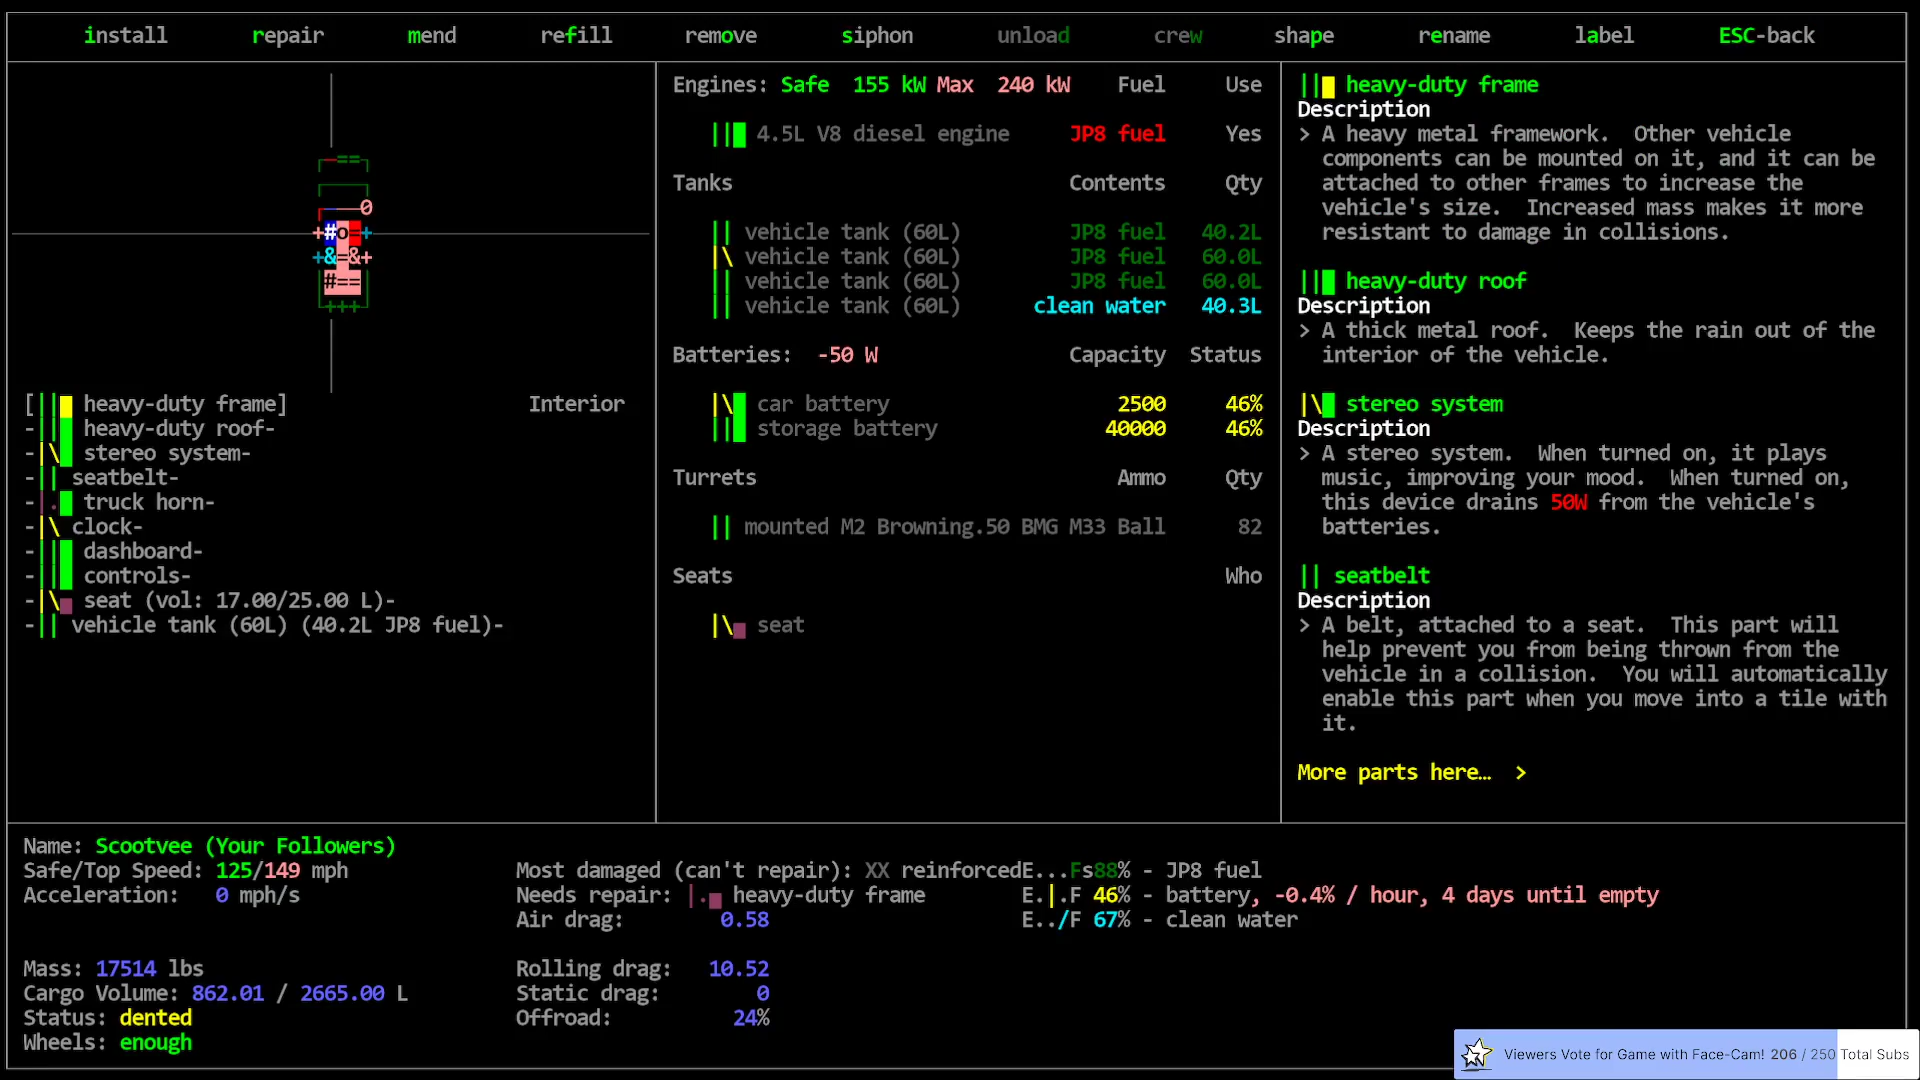 install repair mend refill remove siphon unload crew shape rename label ESC-back
[|| heavy-duty frame] Interior
-|| heavy-duty roof-
-|\ stereo system-
-|| seatbelt-
-|. truck horn-
-|\ clock-
-|| dashboard-
-|| controls-
-|\ seat (vol: 17.00/25.00 L)-
-|| vehicle tank (60L) (40.2L JP8 fuel)-
Engines: Safe 155 kW Max 240 kW Fuel Use
|| 4.5L V8 diesel engine JP8 fuel Yes
Tanks Contents Qty
|| vehicle tank (60L) JP8 fuel 40.2L
|\ vehicle tank (60L) JP8 fuel 60.0L
|| vehicle tank (60L) JP8 fuel 60.0L
|| vehicle tank (60L) clean water 40.3L
Batteries: -50 W Capacity Status
|\ car battery 2500 46%
|| storage battery 40000 46%
Turrets Ammo Qty
|| mounted M2 Browning.50 BMG M33 Ball 82
Seats Who
|\ seat
|| heavy-duty frame
Description
> A heavy metal framework. Other vehicle
components can be mounted on it, and it can be
attached to other frames to increase the
vehicle's size. Increased mass makes it more
resistant to damage in collisions.
|| heavy-duty roof
Description
> A thick metal roof. Keeps the rain out of the
interior of the vehicle.
|\ stereo system
Description
> A stereo system. When turned on, it plays
music, improving your mood. When turned on,
this device drains 50W from the vehicle's
batteries.
|| seatbelt
Description
> A belt, attached to a seat. This part will
help prevent you from being thrown from the
vehicle in a collision. You will automatically
enable this part when you move into a tile with
it.
More parts here… >
Name: Scootvee (Your Followers)
Safe/Top Speed: 125/149 mph
Acceleration: 0 mph/s
Mass: 17514 lbs
Cargo Volume: 862.01 / 2665.00 L
Status: dented
Wheels: enough
Most damaged (can't repair): XX reinforced
Needs repair: |. heavy-duty frame
Air drag: 0.58
Rolling drag: 10.52
Static drag: 0
Offroad: 24%
E...Fs88% - JP8 fuel
E.|.F 46% - battery, -0.4% / hour, 4 days until empty
E../F 67% - clean water
Viewers Vote for Game with Face-Cam! 206 / 250 Total Subs